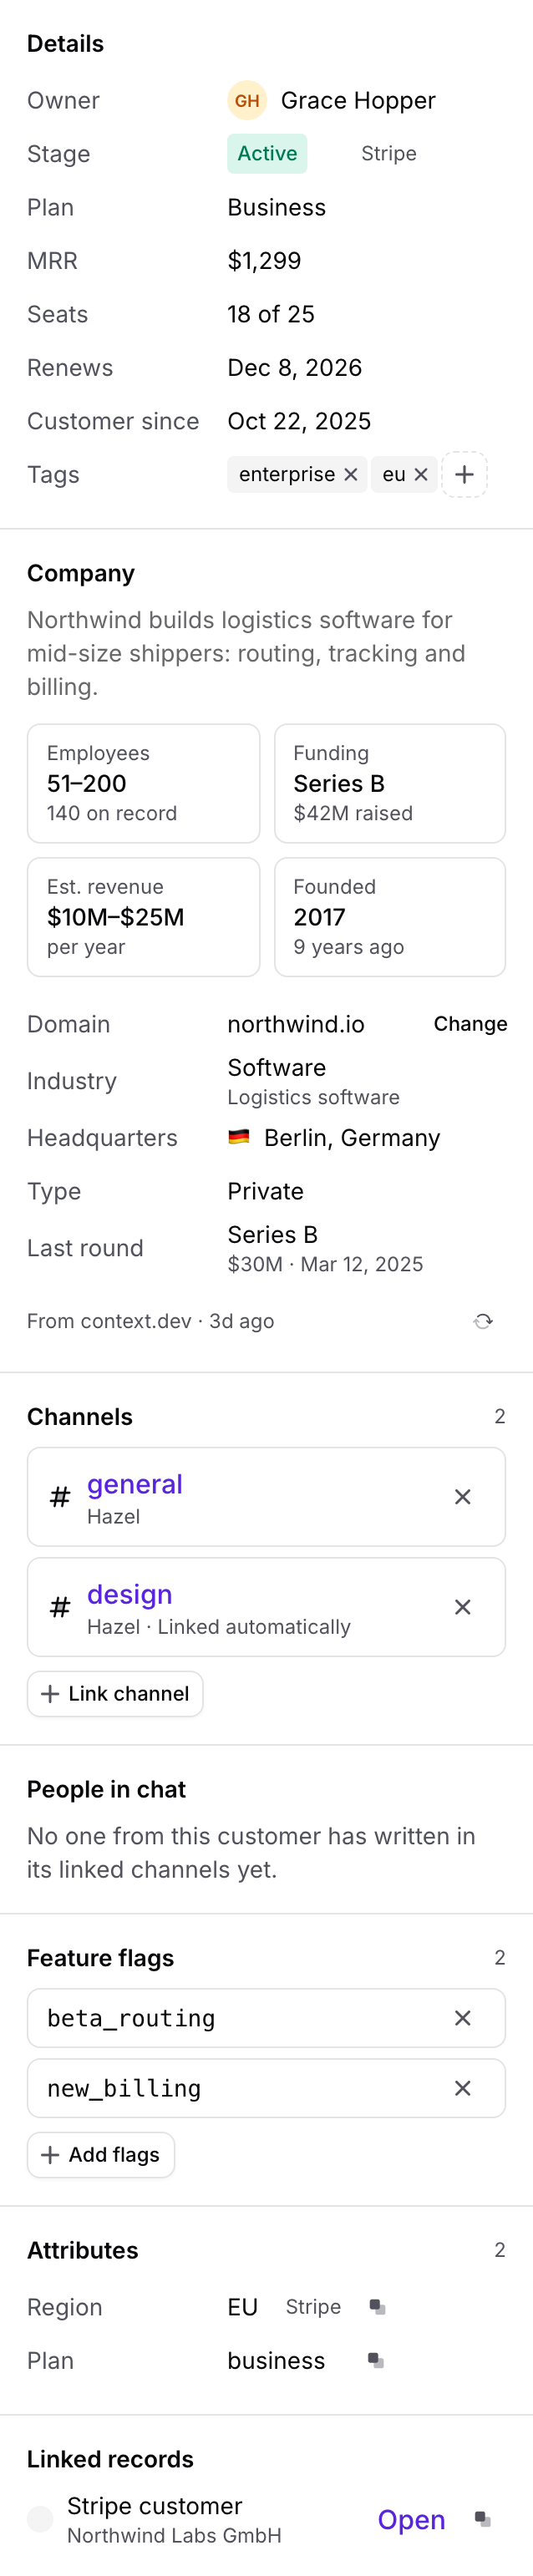 Details
Owner GH Grace Hopper
Stage Active Stripe
Plan Business
MRR $1,299
Seats 18 of 25
Renews Dec 8, 2026
Customer since Oct 22, 2025
Tags enterprise × eu × +
Company
Northwind builds logistics software for
mid-size shippers: routing, tracking and
billing.
Employees
51–200
140 on record
Funding
Series B
$42M raised
Est. revenue
$10M–$25M
per year
Founded
2017
9 years ago
Domain northwind.io Change
Industry Software
Logistics software
Headquarters 🇩🇪 Berlin, Germany
Type Private
Last round Series B
$30M · Mar 12, 2025
From context.dev · 3d ago
Channels 2
# general ×
Hazel
# design ×
Hazel · Linked automatically
+ Link channel
People in chat
No one from this customer has written in
its linked channels yet.
Feature flags 2
beta_routing ×
new_billing ×
+ Add flags
Attributes 2
Region EU Stripe
Plan business
Linked records
Stripe customer Open
Northwind Labs GmbH